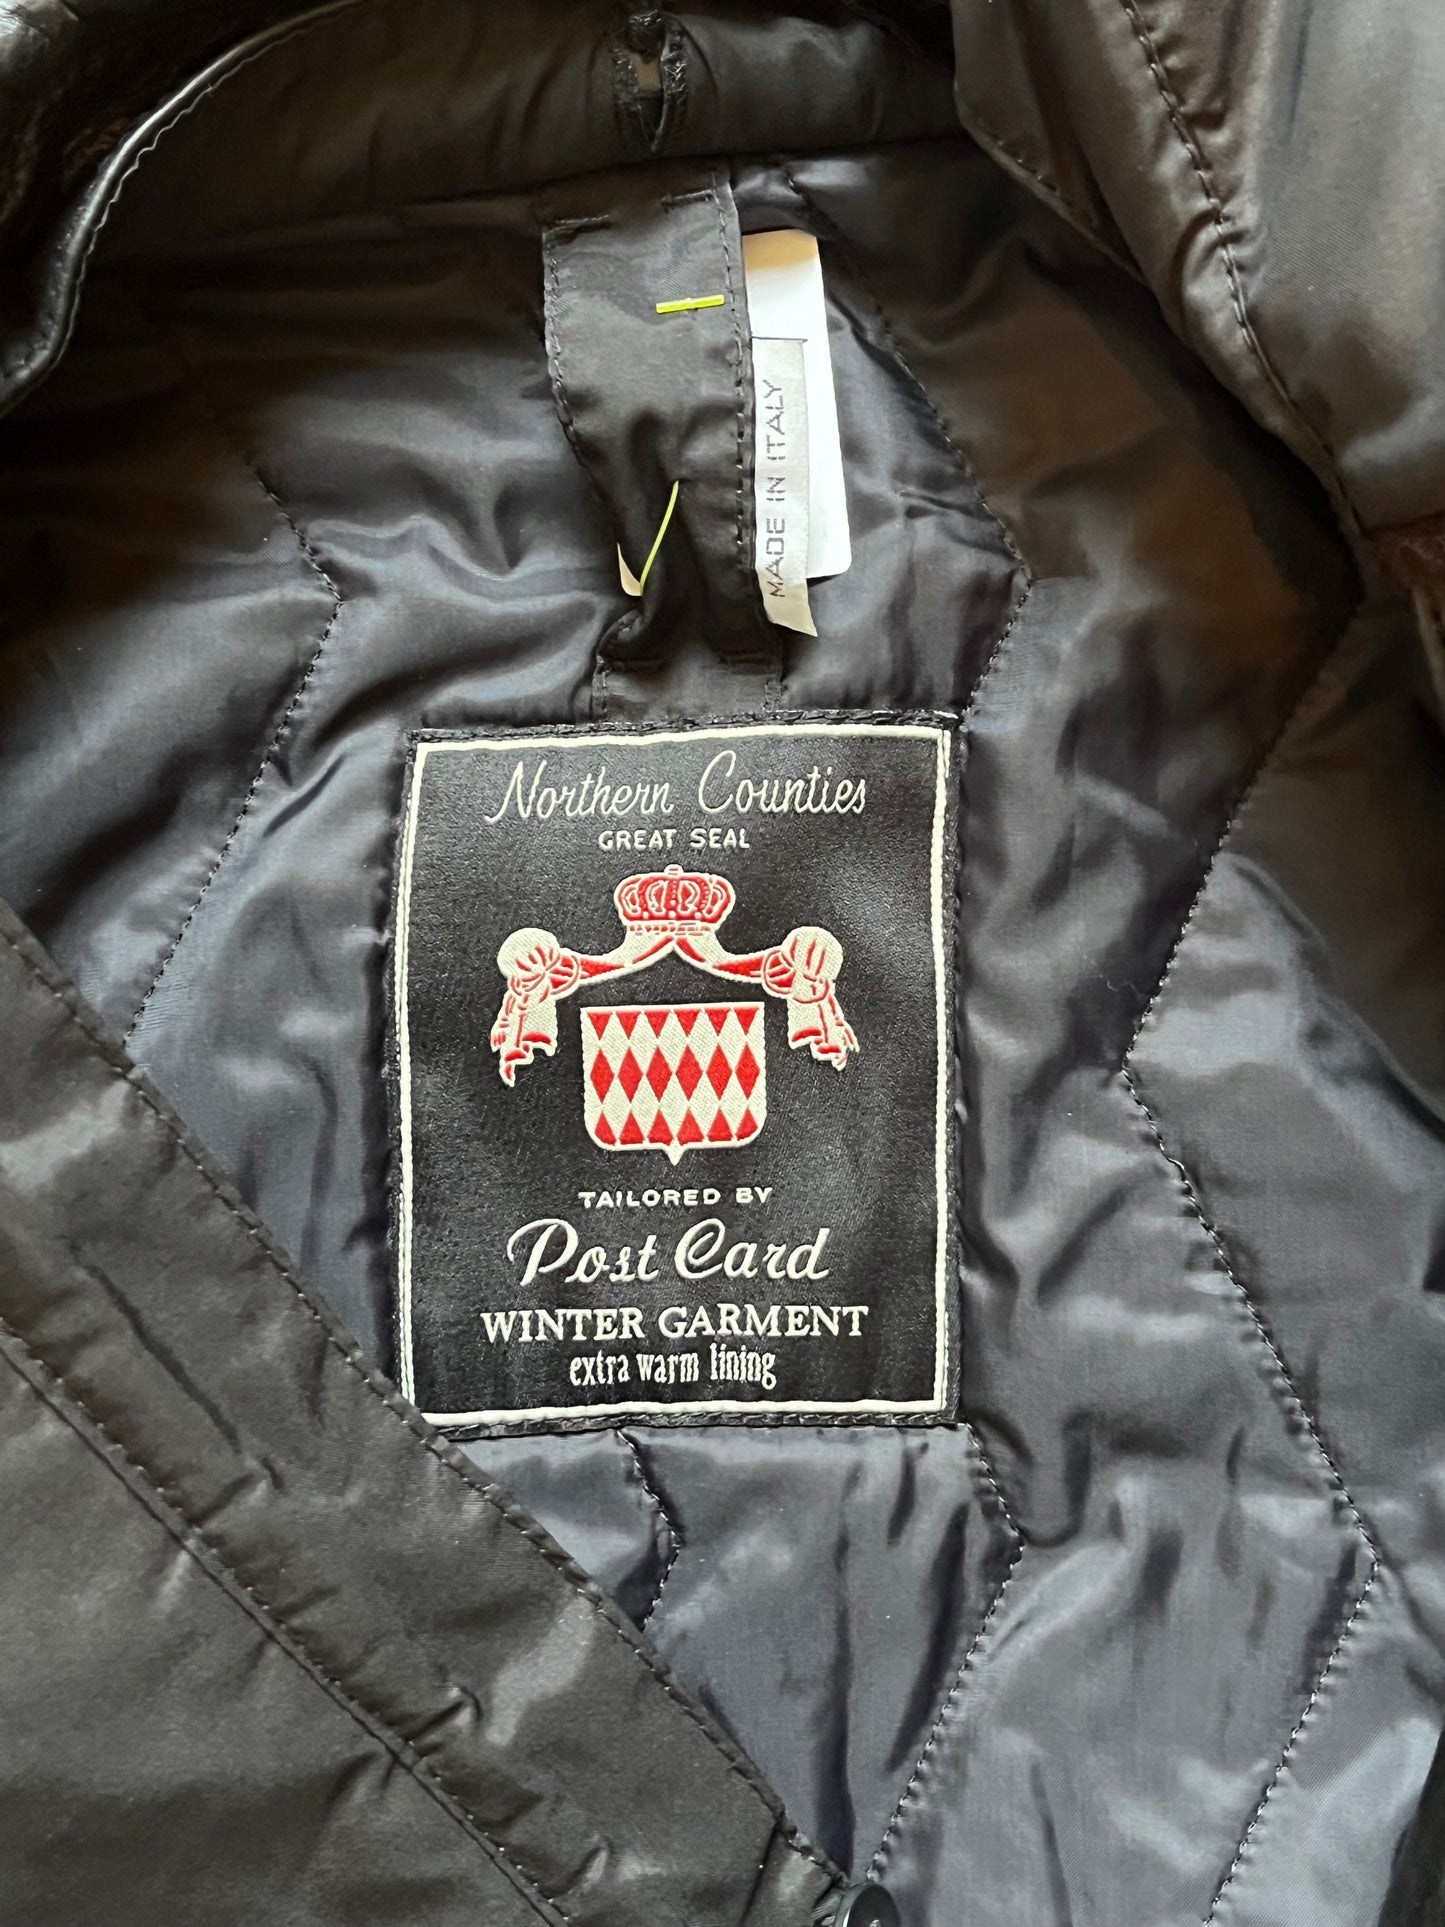 MADE IN ITALY
Northern Counties
GREAT SEAL
TAILORED BY
Post Card
WINTER GARMENT
extra warm lining